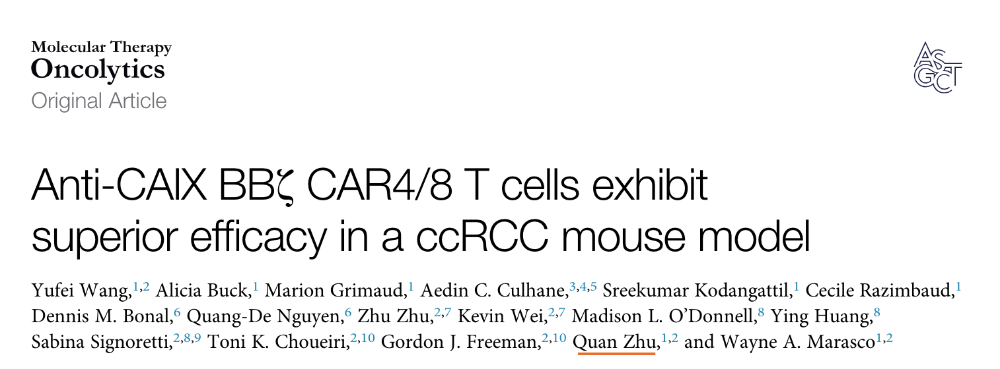 Molecular Therapy
Oncolytics
Original Article
ASGCT
Anti-CAIX BBζ CAR4/8 T cells exhibit
superior efficacy in a ccRCC mouse model
Yufei Wang,1,2 Alicia Buck,1 Marion Grimaud,1 Aedin C. Culhane,3,4,5 Sreekumar Kodangattil,1 Cecile Razimbaud,1
Dennis M. Bonal,6 Quang-De Nguyen,6 Zhu Zhu,2,7 Kevin Wei,2,7 Madison L. O’Donnell,8 Ying Huang,8
Sabina Signoretti,2,8,9 Toni K. Choueiri,2,10 Gordon J. Freeman,2,10 Quan Zhu,1,2 and Wayne A. Marasco1,2